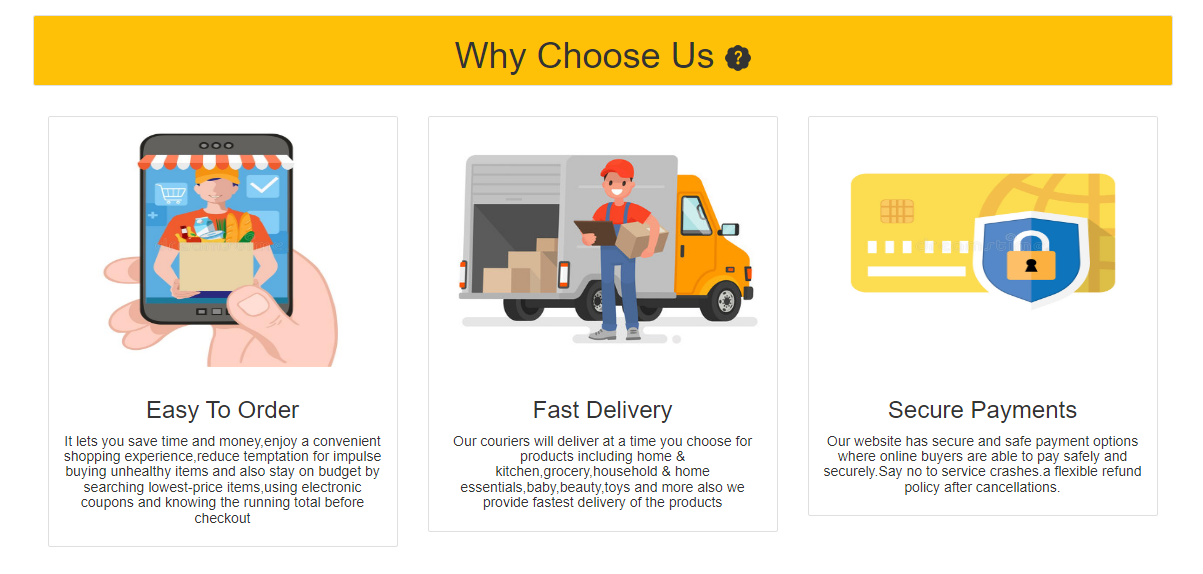 Why Choose Us ?
Easy To Order
It lets you save time and money,enjoy a convenient
shopping experience,reduce temptation for impulse
buying unhealthy items and also stay on budget by
searching lowest-price items,using electronic
coupons and knowing the running total before
checkout
Fast Delivery
Our couriers will deliver at a time you choose for
products including home &
kitchen,grocery,household & home
essentials,baby,beauty,toys and more also we
provide fastest delivery of the products
Secure Payments
Our website has secure and safe payment options
where online buyers are able to pay safely and
securely.Say no to service crashes.a flexible refund
policy after cancellations.